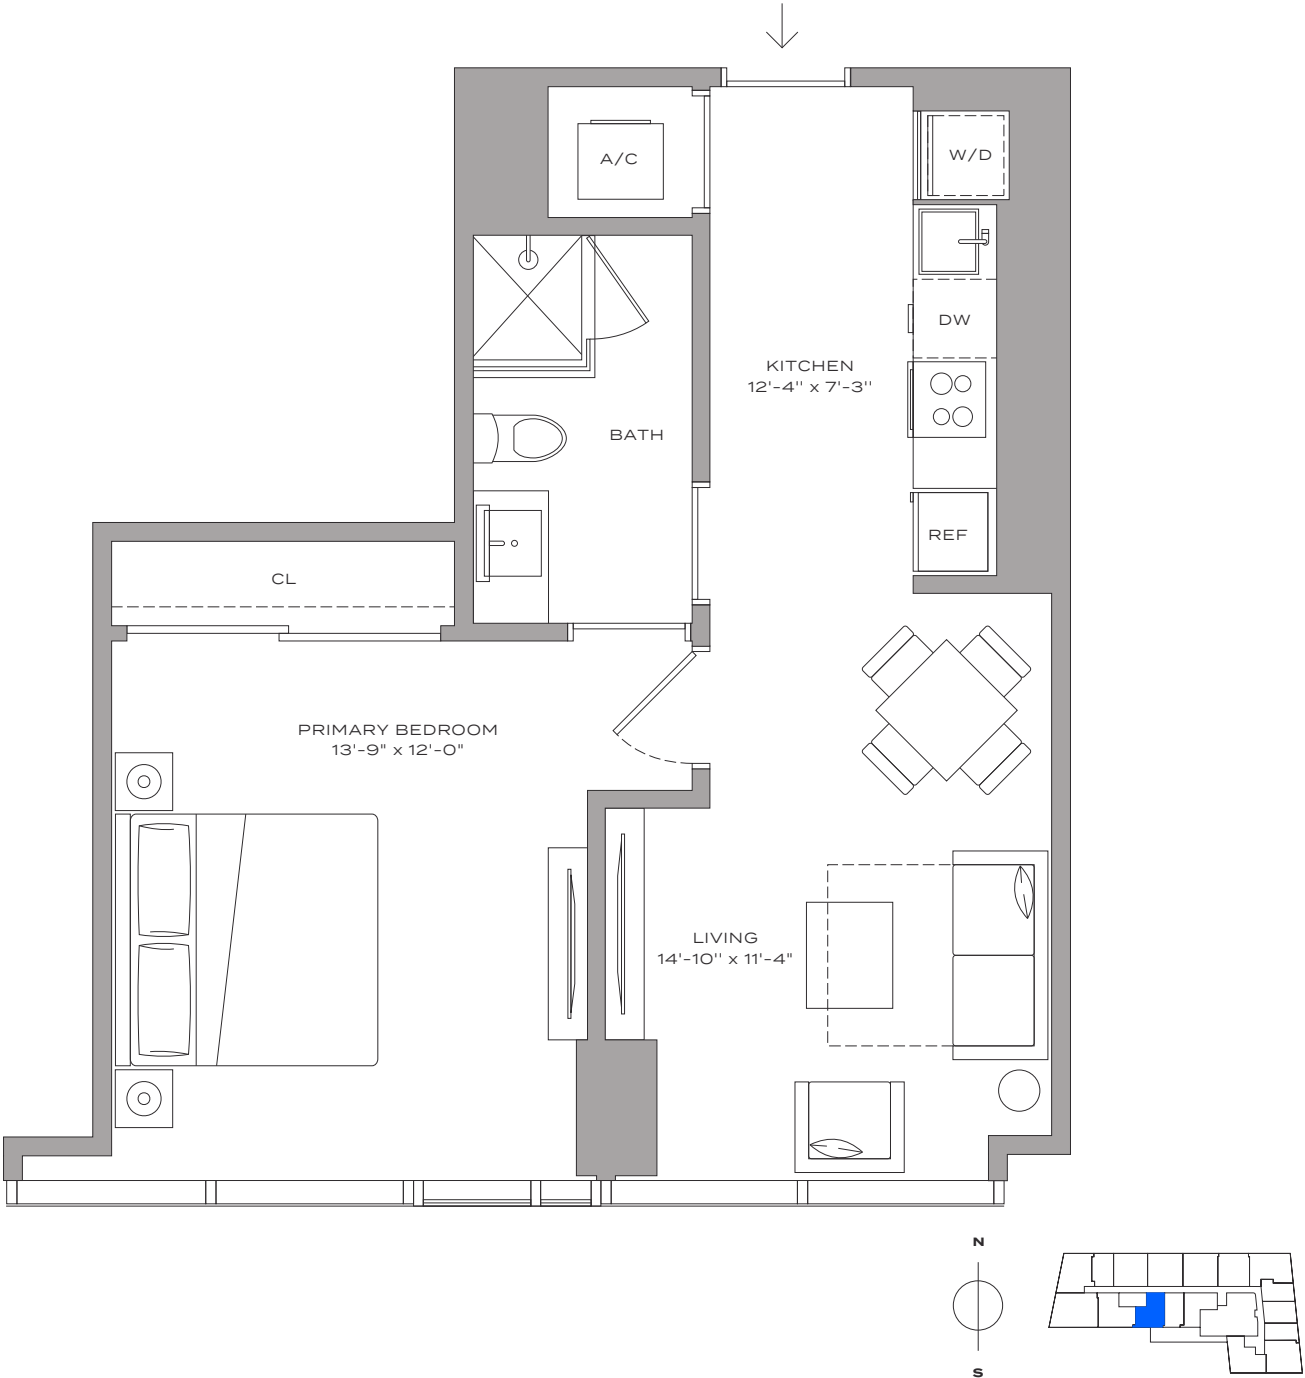 A/C
W/D
DW
KITCHEN
12'-4'' x 7'-3''
BATH
REF
CL
PRIMARY BEDROOM
13'-9" x 12'-0"
LIVING
14'-10'' x 11'-4"
N
S